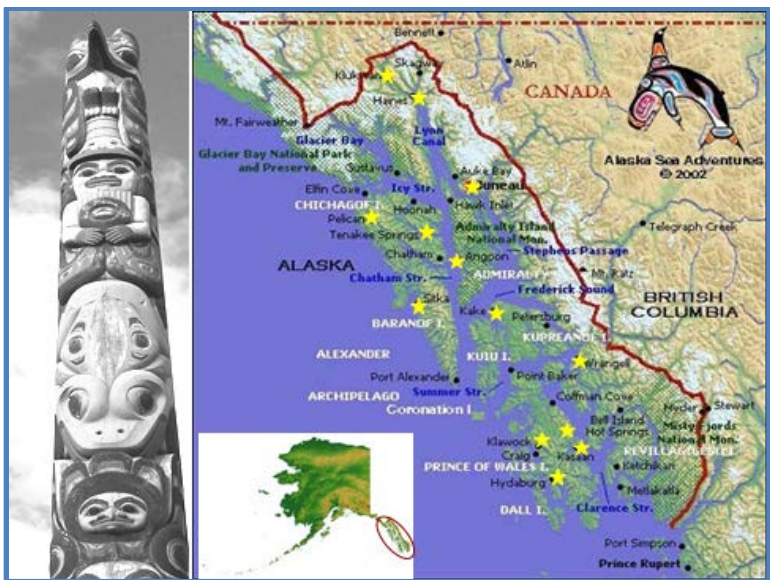 Bennell
Skagway
Atlin
Klukwan
CANADA
Haines
Mt. Fairweather
Lynn
Canal
Glacier Bay
Alaska Sea Adventures
© 2002
Glacier Bay National Park
and Preserve
Gustavus
Auke Bay
Icy Str.
Juneau
Elfin Cove
CHICHAGOF I.
Hoonah
Hawk Inlet
Pelican
Admiralty Island
National Mon.
Telegraph Creek
Tenakee Springs
Stephens Passage
Chatham
Angoon
ALASKA
ADMIRALTY
Mt. Ratz
Chatham Str.
Frederick Sound
BRITISH
COLUMBIA
Sitka
Kake
Petersburg
BARANOF I.
KUPREANOF I.
ALEXANDER
KUIU I.
Wrangell
Point Baker
Port Alexander
Summer Str.
ARCHIPELAGO
Coffman Cove
Coronation I
Hyder
Stewart
Bell Island
Hot Springs
Misty Fjords
National Mon.
Klawock
Craig
Kasaan
PRINCE OF WALES I.
Ketchikan
Hydaburg
Metlakatla
Clarence Str.
DALL I.
Port Simpson
Prince Rupert